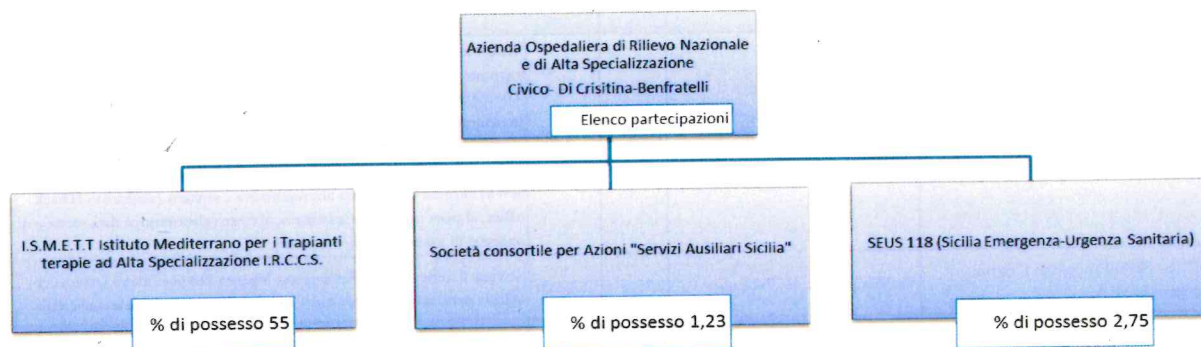 Azienda Ospedaliera di Rilievo Nazionale
e di Alta Specializzazione
Civico- Di Crisitina-Benfratelli
Elenco partecipazioni
I.S.M.E.T.T Istituto Mediterrano per i Trapianti
terapie ad Alta Specializzazione I.R.C.C.S.
% di possesso 55
Società consortile per Azioni "Servizi Ausiliari Sicilia"
% di possesso 1,23
SEUS 118 (Sicilia Emergenza-Urgenza Sanitaria)
% di possesso 2,75